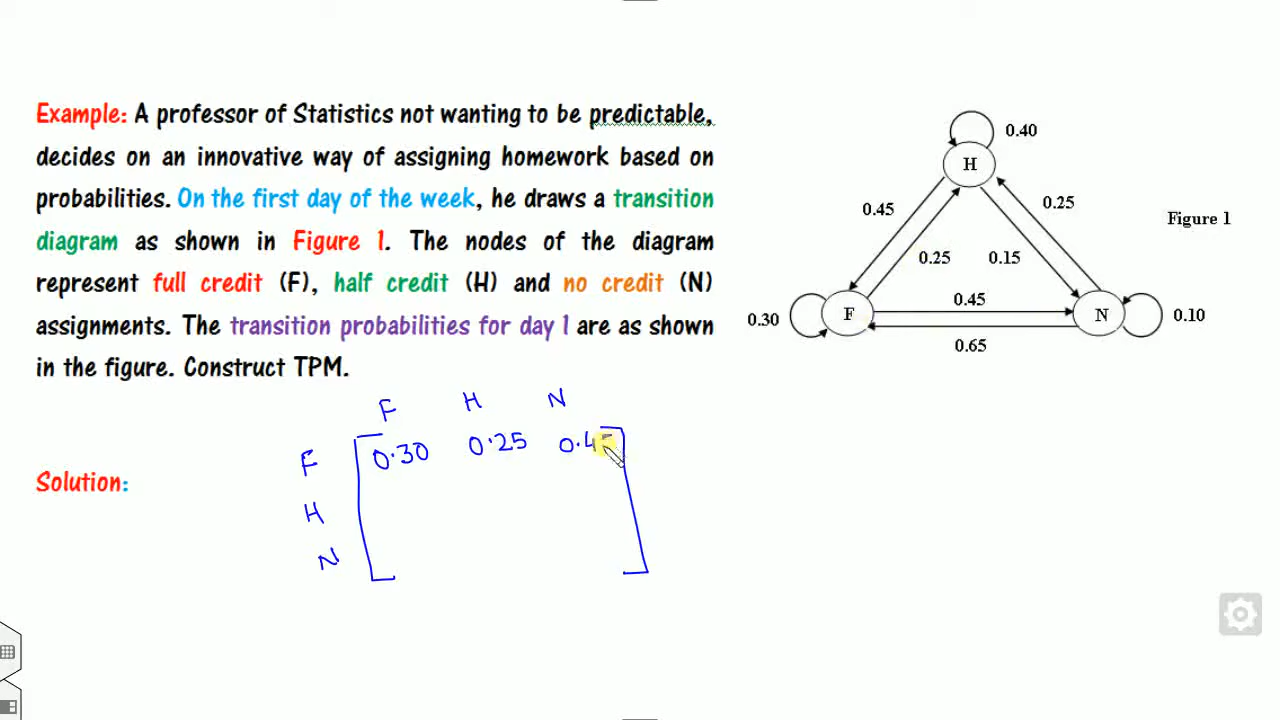 Example: A professor of Statistics not wanting to be predictable,
decides on an innovative way of assigning homework based on
probabilities. On the first day of the week, he draws a transition
diagram as shown in Figure 1. The nodes of the diagram
represent full credit (F), half credit (H) and no credit (N)
assignments. The transition probabilities for day 1 are as shown
in the figure. Construct TPM.
0.40
H
0.45
0.25
Figure 1
0.25
0.15
0.30
F
0.45
N
0.10
0.65
F H N
F 0.30 0.25 0.45
Solution:
H
N